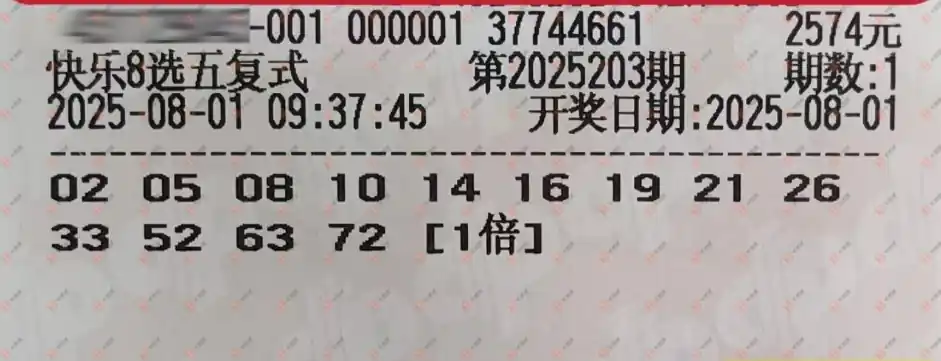 -001 000001 37744661 2574元
快乐8选五复式 第2025203期 期数:1
2025-08-01 09:37:45 开奖日期:2025-08-01
02 05 08 10 14 16 19 21 26
33 52 63 72 [1倍]